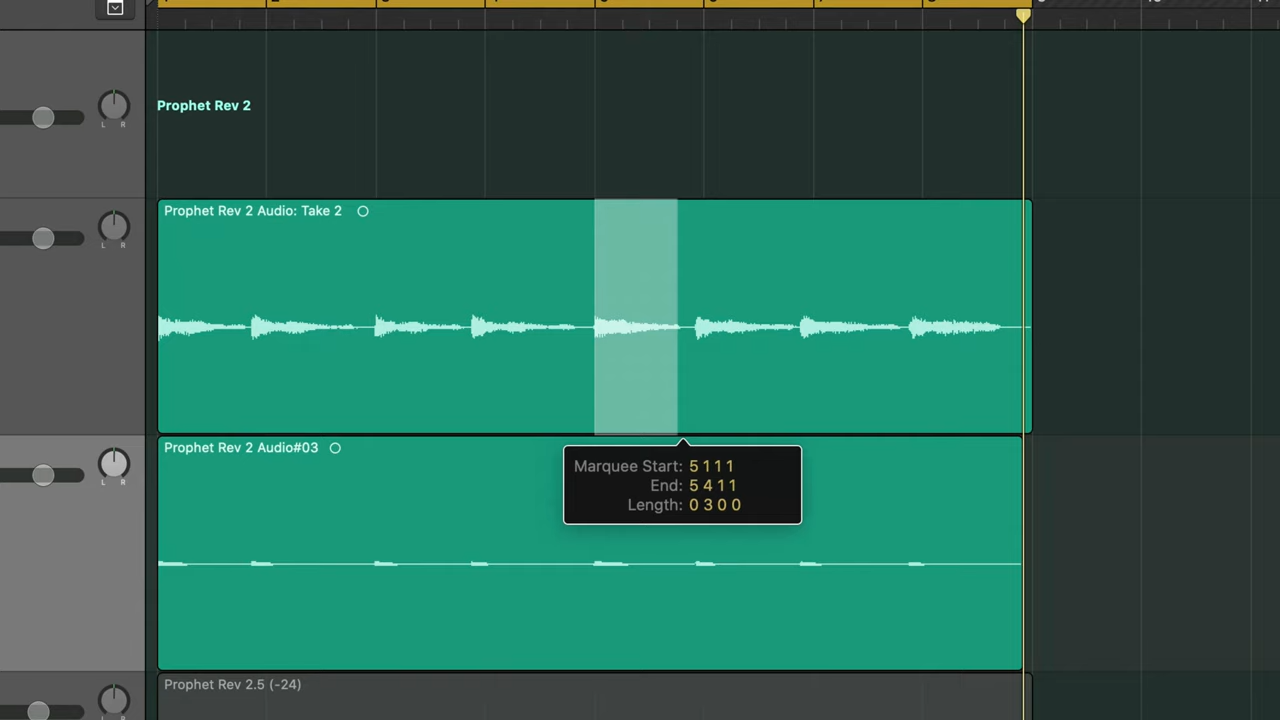 L R
Prophet Rev 2
L R
Prophet Rev 2 Audio: Take 2
L R
Prophet Rev 2 Audio#03
Marquee Start: 5 1 1 1
End: 5 4 1 1
Length: 0 3 0 0
Prophet Rev 2.5 (-24)